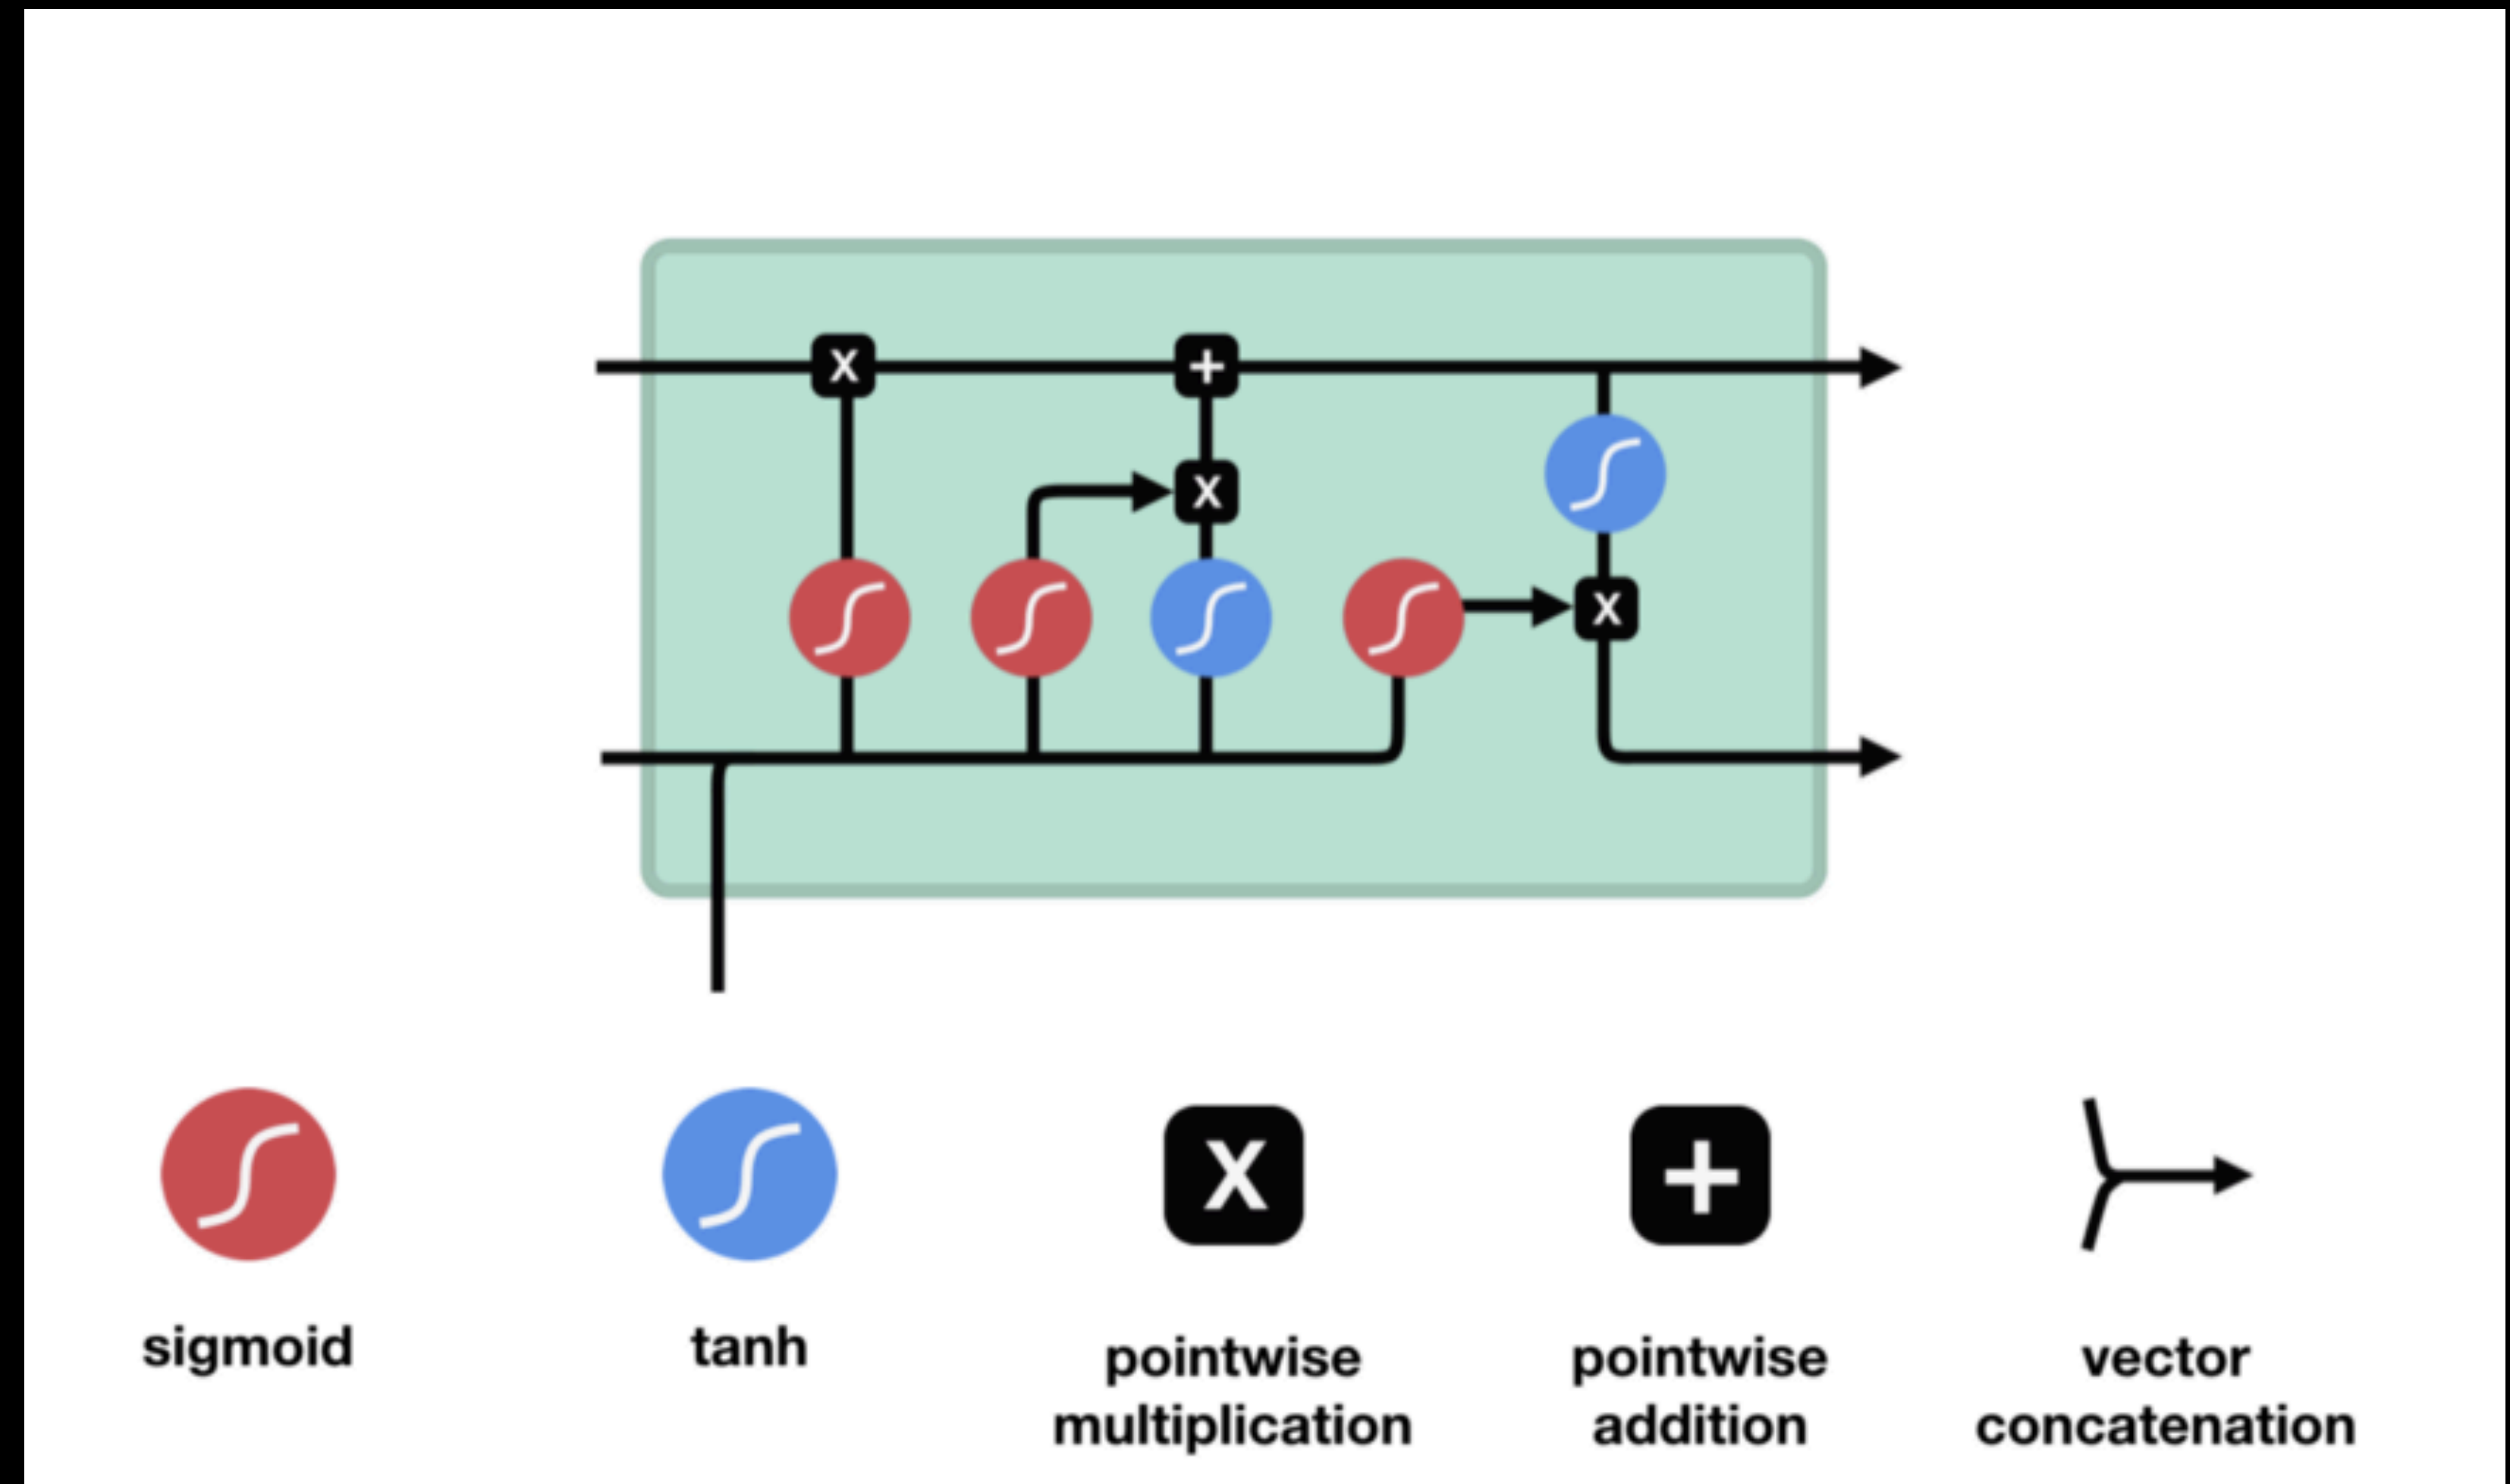 X
+
X
X
X
+
sigmoid
tanh
pointwise
multiplication
pointwise
addition
vector
concatenation